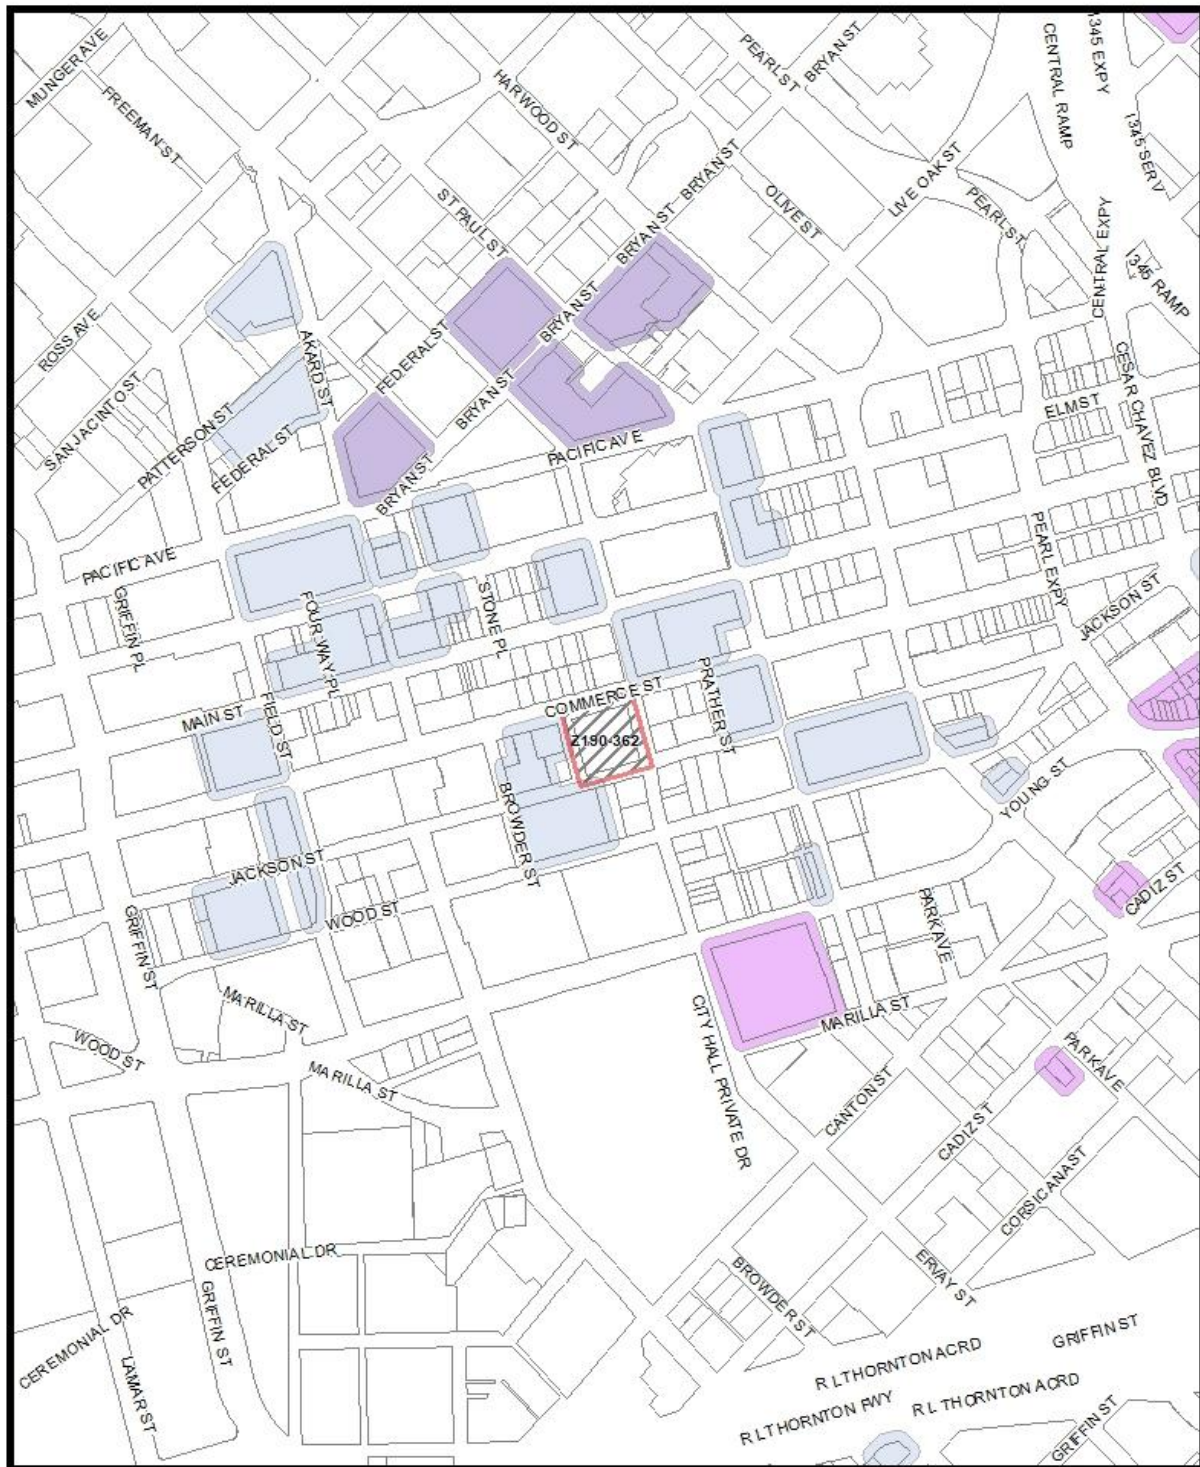 MUNGER AVE
FREEMAN ST
HARWOOD ST
PEARL ST
BRYAN ST
CENTRAL RAMP
I345 EXPY
I345 SERV
ST PAUL ST
BRYAN ST
BRYAN ST
OLIVE ST
LIVE OAK ST
PEARL ST
CENTRAL EXPY
I345 RAMP
ROSS AVE
AKARD ST
FEDERAL ST
BRYAN ST
BRYAN ST
SAN JACINTO ST
PATTERSON ST
FEDERAL ST
BRYAN ST
PACIFIC AVE
ELM ST
CESAR CHAVEZ BLVD
PACIFIC AVE
GRIFFIN PL
FOUR WAY PL
STONE PL
PEARL EXPY
JACKSON ST
MAIN ST
FIELD ST
COMMERCE ST
PRATHER ST
Z190-362
BROWDER ST
YOUNG ST
JACKSON ST
WOOD ST
PARK AVE
CADIZ ST
GRIFFIN ST
MARILLA ST
WOOD ST
MARILLA ST
CITY HALL PRIVATE DR
MARILLA ST
CANTON ST
PARK AVE
CADIZ ST
CORSICANA ST
CEREMONIAL DR
GRIFFIN ST
BROWDER ST
ERVAY ST
CEREMONIAL DR
LAMAR ST
R L THORNTON ACRD
GRIFFIN ST
R L THORNTON FWY
R L THORNTON ACRD
GRIFFIN ST